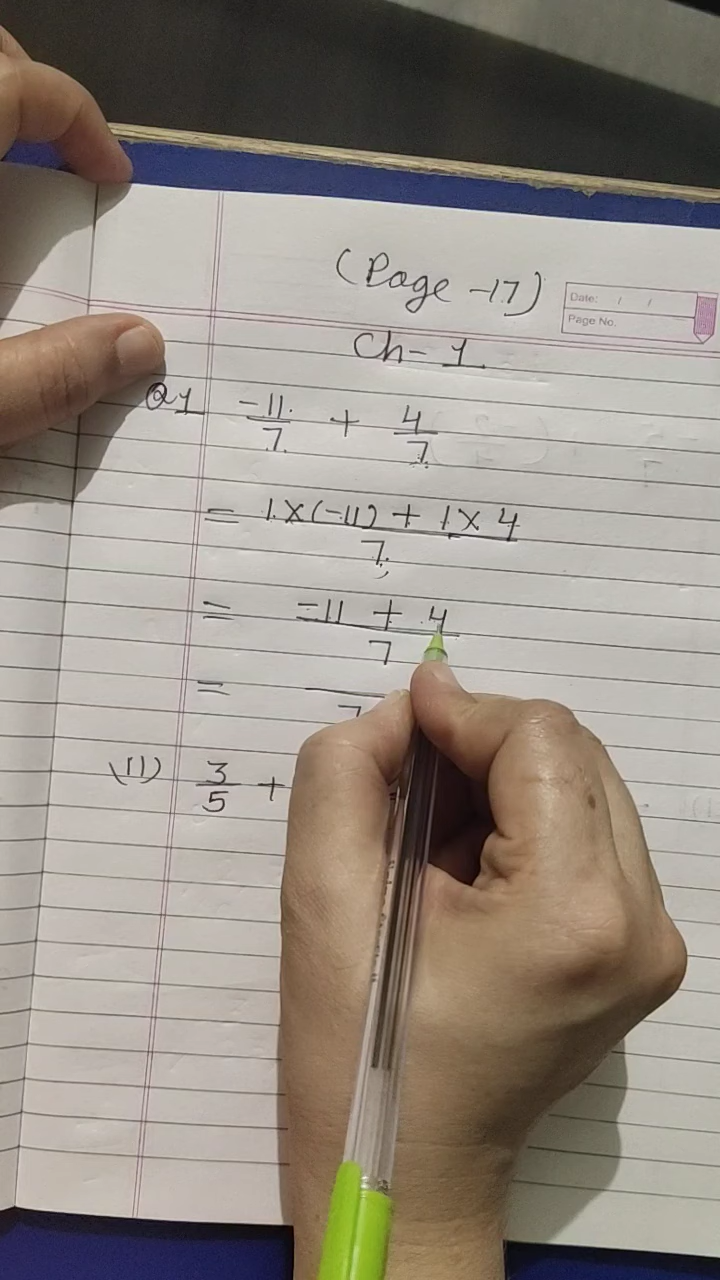 (Page -17)
Date: / /
Page No.
Ch- 1
Q1 -11/7 + 4/7
= 1×(-11) + 1×4 / 7
= -11 + 4 / 7
= / 7
(II) 3/5 +